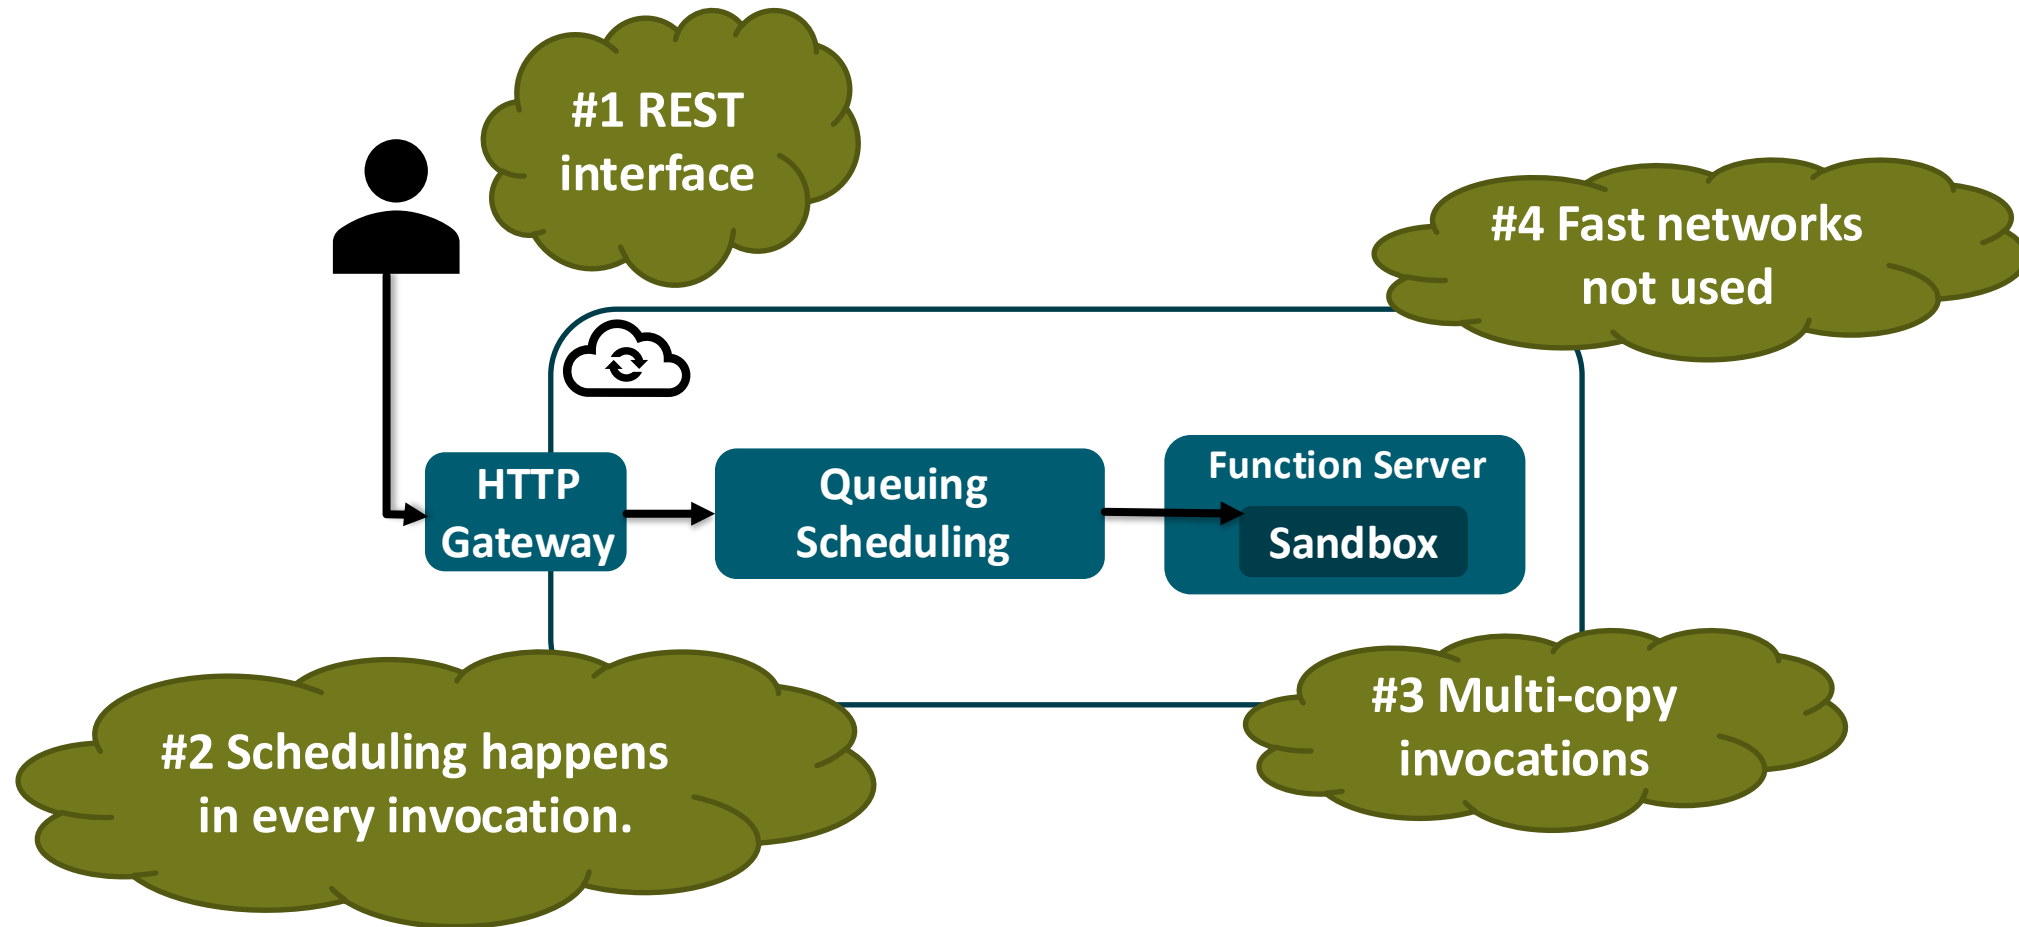 #1 REST
interface
#4 Fast networks
not used
HTTP
Gateway
Queuing
Scheduling
Function Server
Sandbox
#2 Scheduling happens
in every invocation.
#3 Multi-copy
invocations